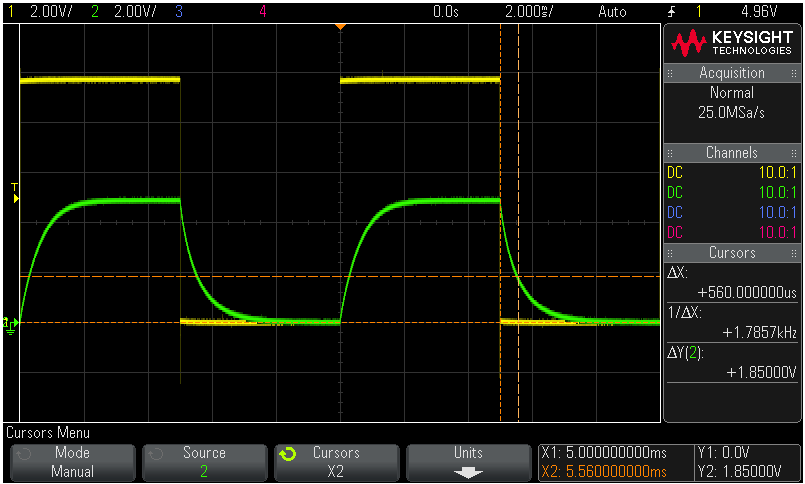 1 2.00V/ 2 2.00V/ 3 4 0.0s 2.000ms/ Auto 1 4.96V
KEYSIGHT
TECHNOLOGIES
Acquisition
Normal
25.0MSa/s
Channels
DC 10.0:1
DC 10.0:1
DC 10.0:1
DC 10.0:1
Cursors
ΔX:
+560.000000us
1/ΔX:
+1.7857kHz
ΔY(2):
+1.85000V
T
Cursors Menu
Mode
Manual
Source
2
Cursors
X2
Units
X1: 5.000000000ms
X2: 5.560000000ms
Y1: 0.0V
Y2: 1.85000V